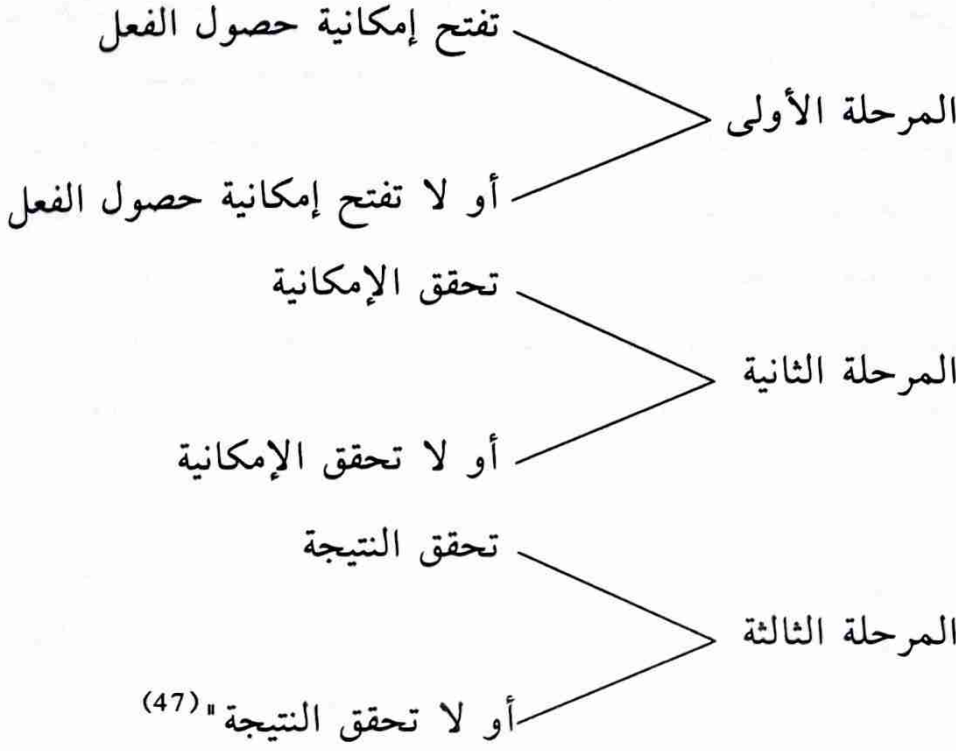 تفتح إمكانية حصول الفعل
المرحلة الأولى
أو لا تفتح إمكانية حصول الفعل
تحقق الإمكانية
المرحلة الثانية
أو لا تحقق الإمكانية
تحقق النتيجة
المرحلة الثالثة
أو لا تحقق النتيجة"(47)